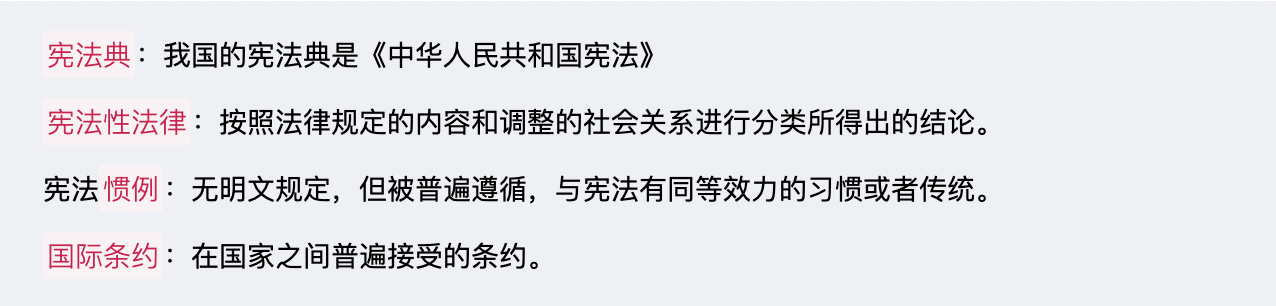 宪法典：我国的宪法典是《中华人民共和国宪法》
宪法性法律：按照法律规定的内容和调整的社会关系进行分类所得出的结论。
宪法惯例：无明文规定，但被普遍遵循，与宪法有同等效力的习惯或者传统。
国际条约：在国家之间普遍接受的条约。